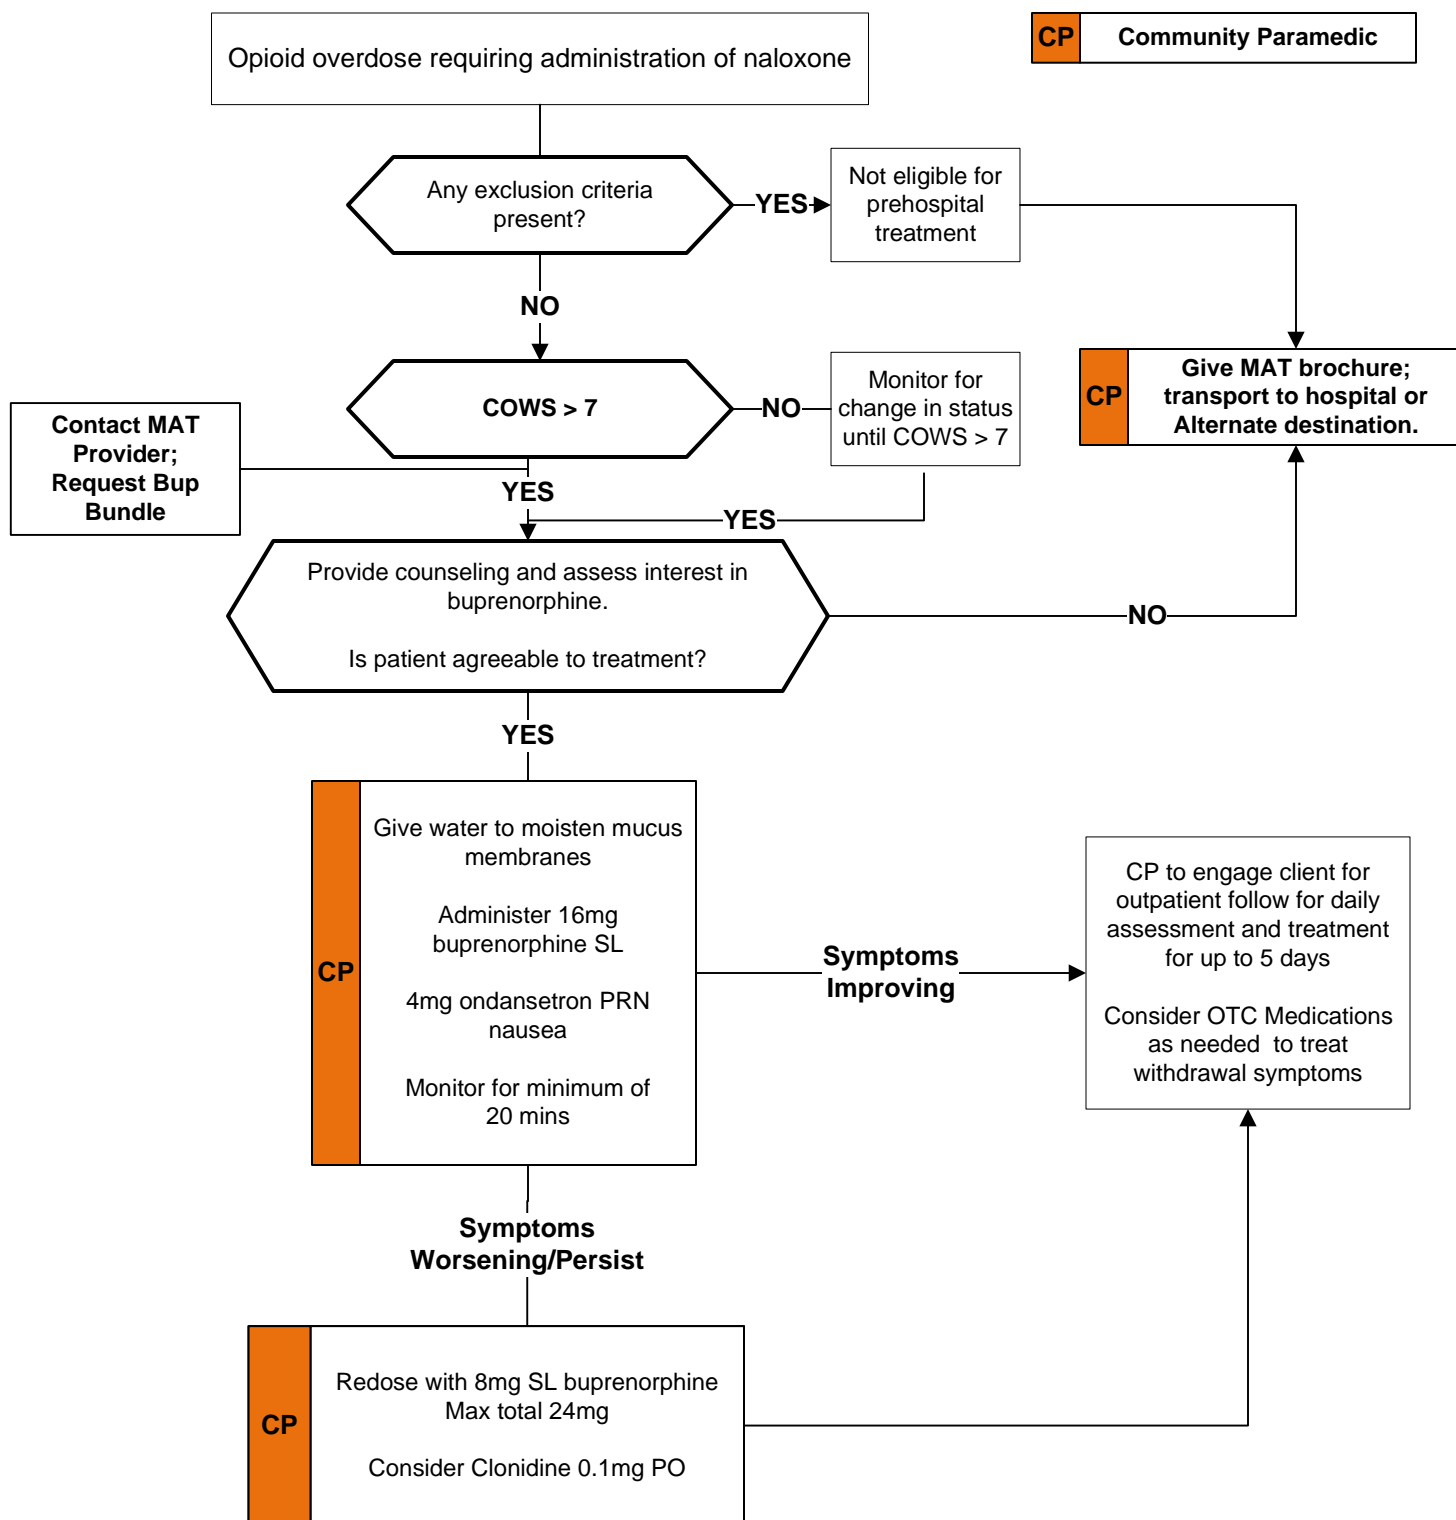 Opioid overdose requiring administration of naloxone
CP
Community Paramedic
Any exclusion criteria
present?
YES
Not eligible for
prehospital
treatment
NO
COWS > 7
NO
Monitor for
change in status
until COWS > 7
CP
Give MAT brochure;
transport to hospital or
Alternate destination.
Contact MAT
Provider;
Request Bup
Bundle
YES
YES
Provide counseling and assess interest in
buprenorphine.
Is patient agreeable to treatment?
NO
YES
CP
Give water to moisten mucus
membranes
Administer 16mg
buprenorphine SL
4mg ondansetron PRN
nausea
Monitor for minimum of
20 mins
Symptoms
Improving
CP to engage client for
outpatient follow for daily
assessment and treatment
for up to 5 days
Consider OTC Medications
as needed  to treat
withdrawal symptoms
Symptoms
Worsening/Persist
CP
Redose with 8mg SL buprenorphine
Max total 24mg
Consider Clonidine 0.1mg PO